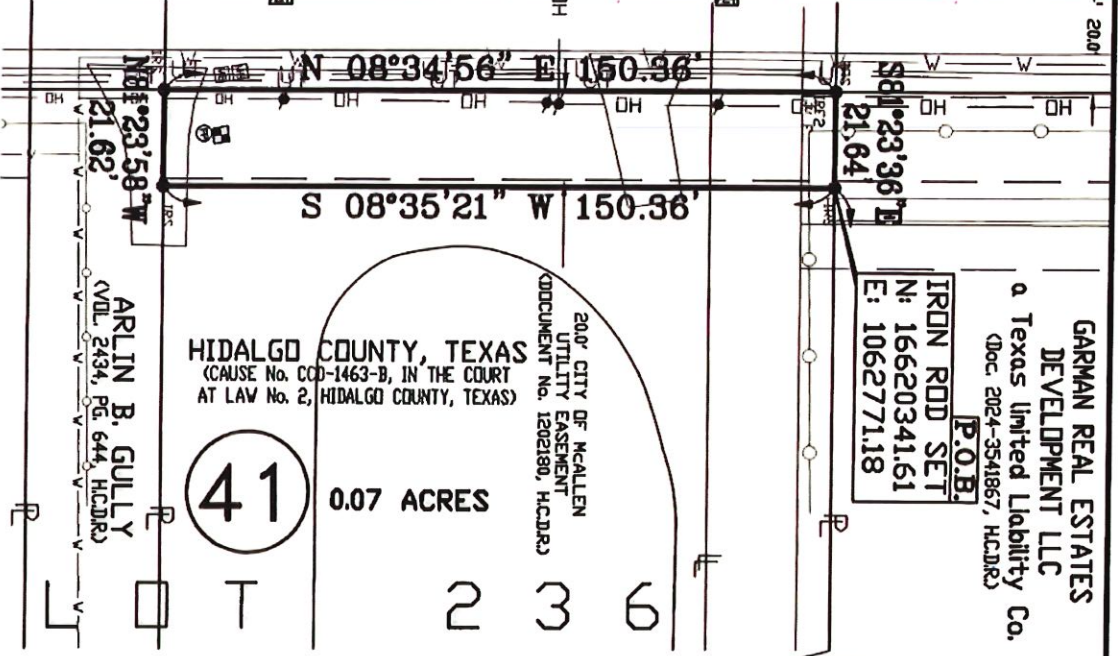 20.0'
W W
N 08°34'56" E 150.36'
OH OH OH OH OH OH
S81°23'36"E
21.64'
21.62'
S 08°35'21" W 150.36'
IRS
IRON ROD SET
N: 16620341.61
E: 1062771.18
P.O.B.
GARMAN REAL ESTATES
DEVELOPMENT LLC
a Texas limited Liability Co.
(Doc. 2024-3541867, H.C.D.R.)
20.0' CITY OF McALLEN
UTILITY EASEMENT
(DOCUMENT No. 1202180, H.C.D.R.)
HIDALGO COUNTY, TEXAS
(CAUSE No. CCD-1463-B, IN THE COURT
AT LAW No. 2, HIDALGO COUNTY, TEXAS)
41
0.07 ACRES
ARLIN B. GULLY
(VOL. 2434, PG. 644, H.C.D.R.)
LOT 236